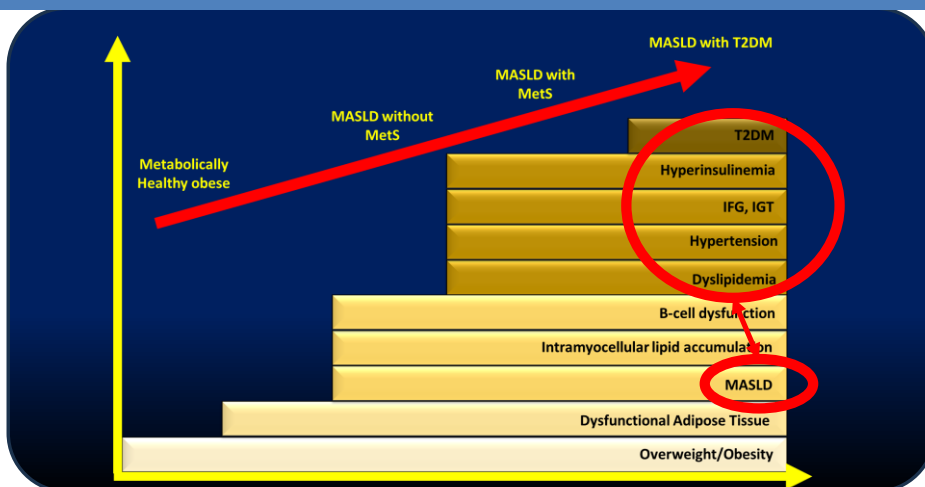 MASLD with T2DM
MASLD with
MetS
MASLD without
MetS
Metabolically
Healthy obese
T2DM
Hyperinsulinemia
IFG, IGT
Hypertension
Dyslipidemia
B-cell dysfunction
Intramyocellular lipid accumulation
MASLD
Dysfunctional Adipose Tissue
Overweight/Obesity